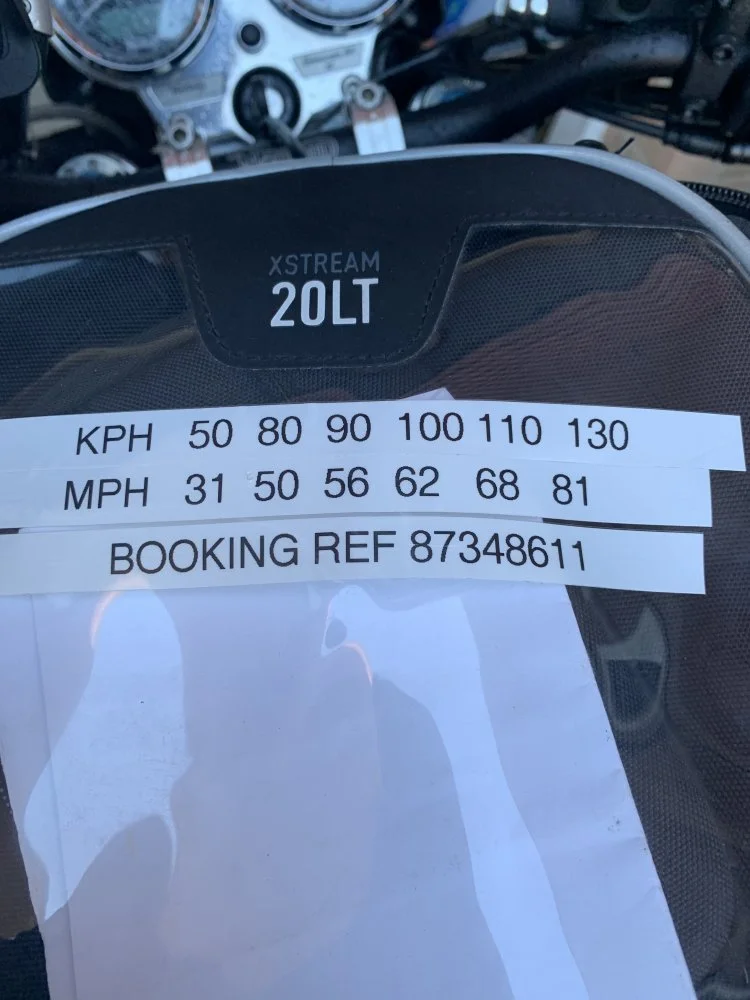 XSTREAM
20LT
KPH 50 80 90 100 110 130
MPH 31 50 56 62 68 81
BOOKING REF 87348611